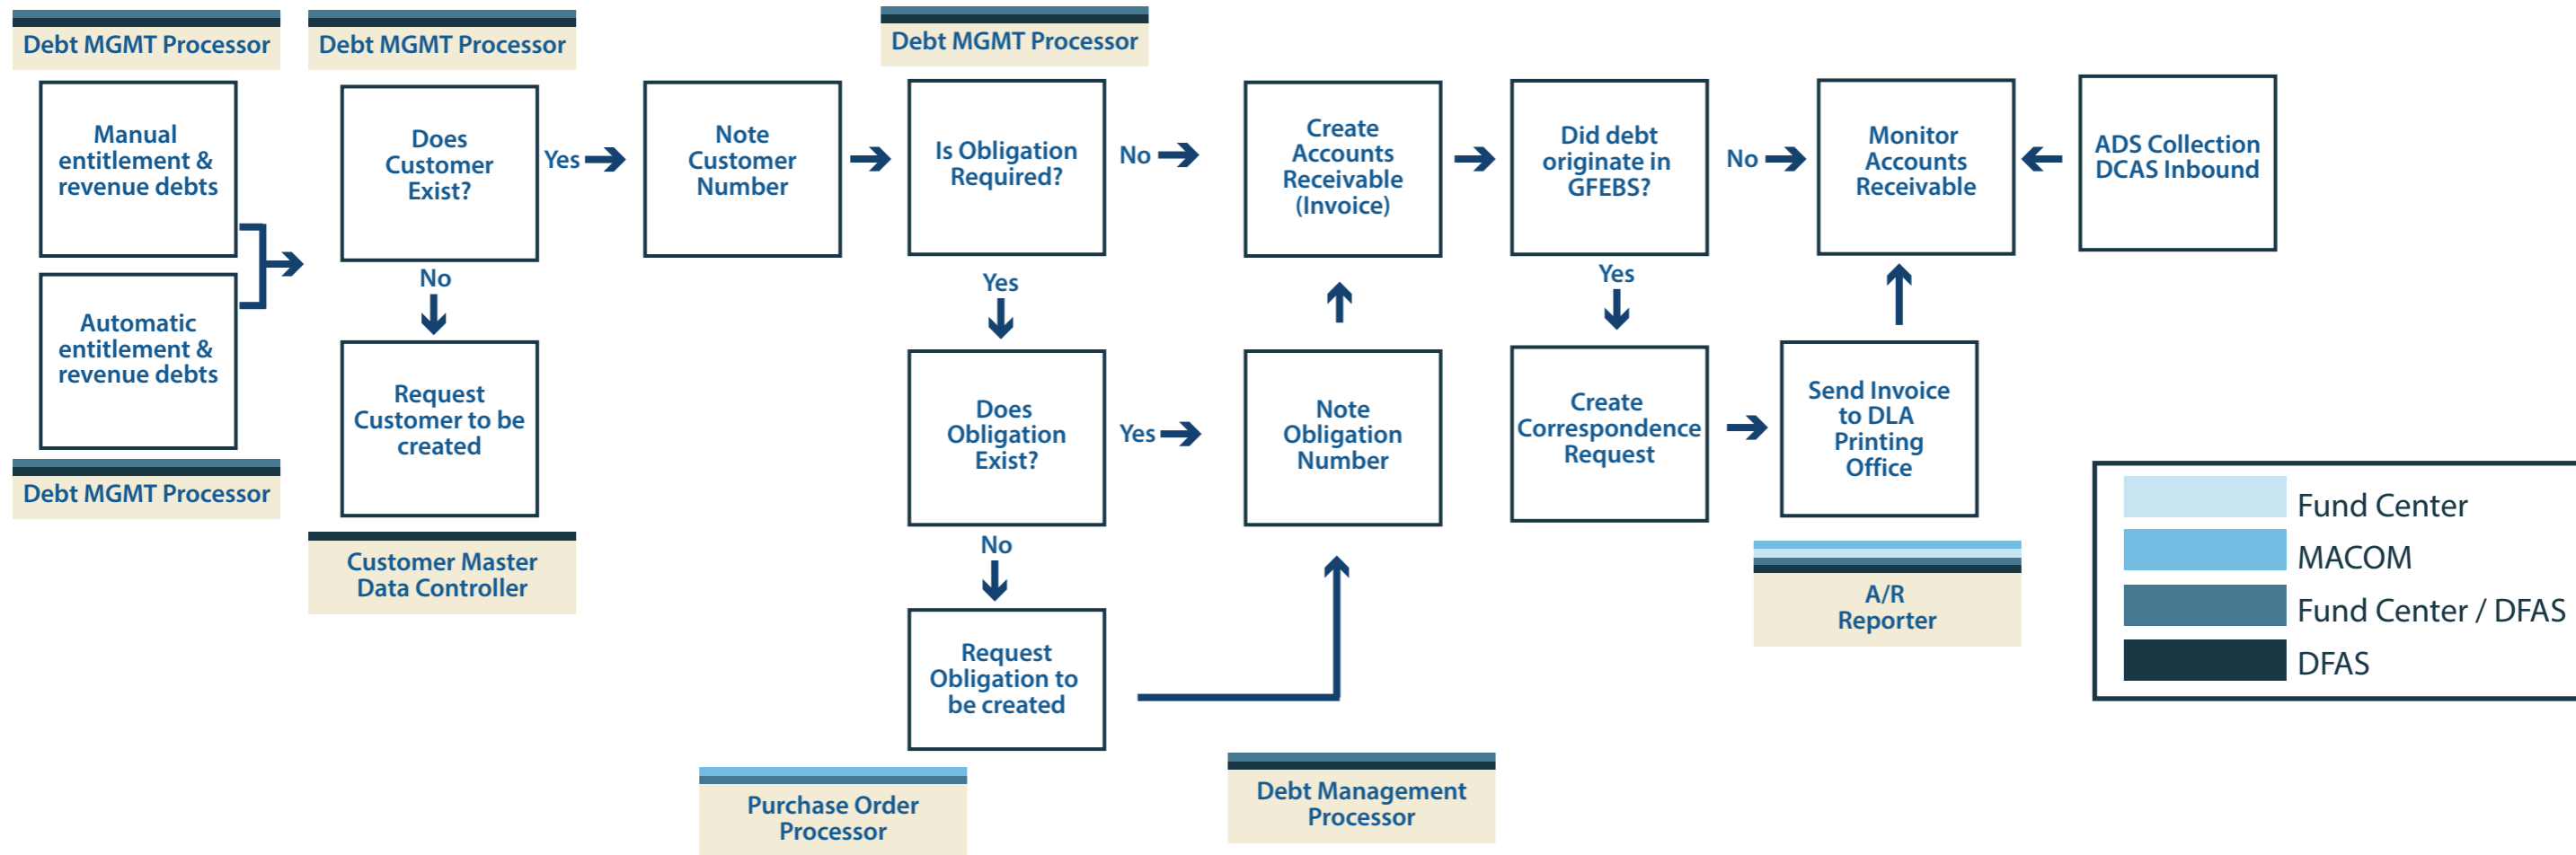 Debt MGMT Processor
Debt MGMT Processor
Debt MGMT Processor
Manual
entitlement &
revenue debts
Does
Customer
Exist?
Yes
Note
Customer
Number
Is Obligation
Required?
No
Create
Accounts
Receivable
(Invoice)
Did debt
originate in
GFEBS?
No
Monitor
Accounts
Receivable
ADS Collection
DCAS Inbound
No
Yes
Yes
Automatic
entitlement &
revenue debts
Debt MGMT Processor
Request
Customer to be
created
Customer Master
Data Controller
Does
Obligation
Exist?
Yes
Note
Obligation
Number
Create
Correspondence
Request
Send Invoice
to DLA
Printing
Office
A/R
Reporter
No
Request
Obligation to
be created
Purchase Order
Processor
Debt Management
Processor
Fund Center
MACOM
Fund Center / DFAS
DFAS